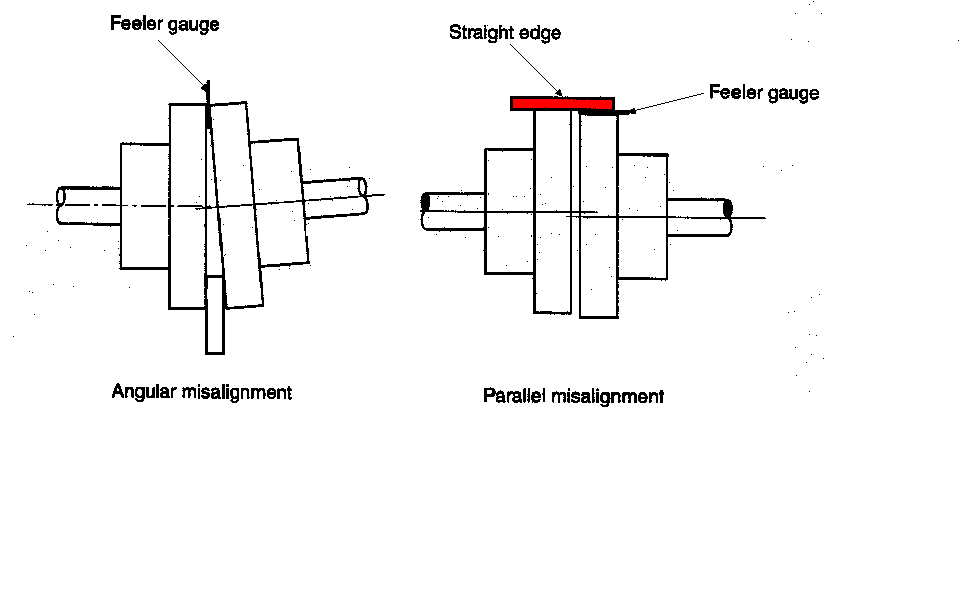 Feeler gauge
Straight edge
Feeler gauge
Angular misalignment
Parallel misalignment